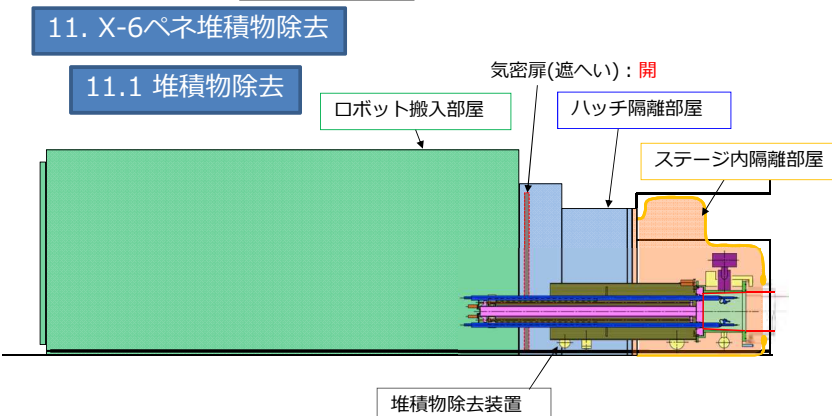 11. X-6ペネ堆積物除去
11.1 堆積物除去
気密扉(遮へい)：開
ロボット搬入部屋
ハッチ隔離部屋
ステージ内隔離部屋
堆積物除去装置